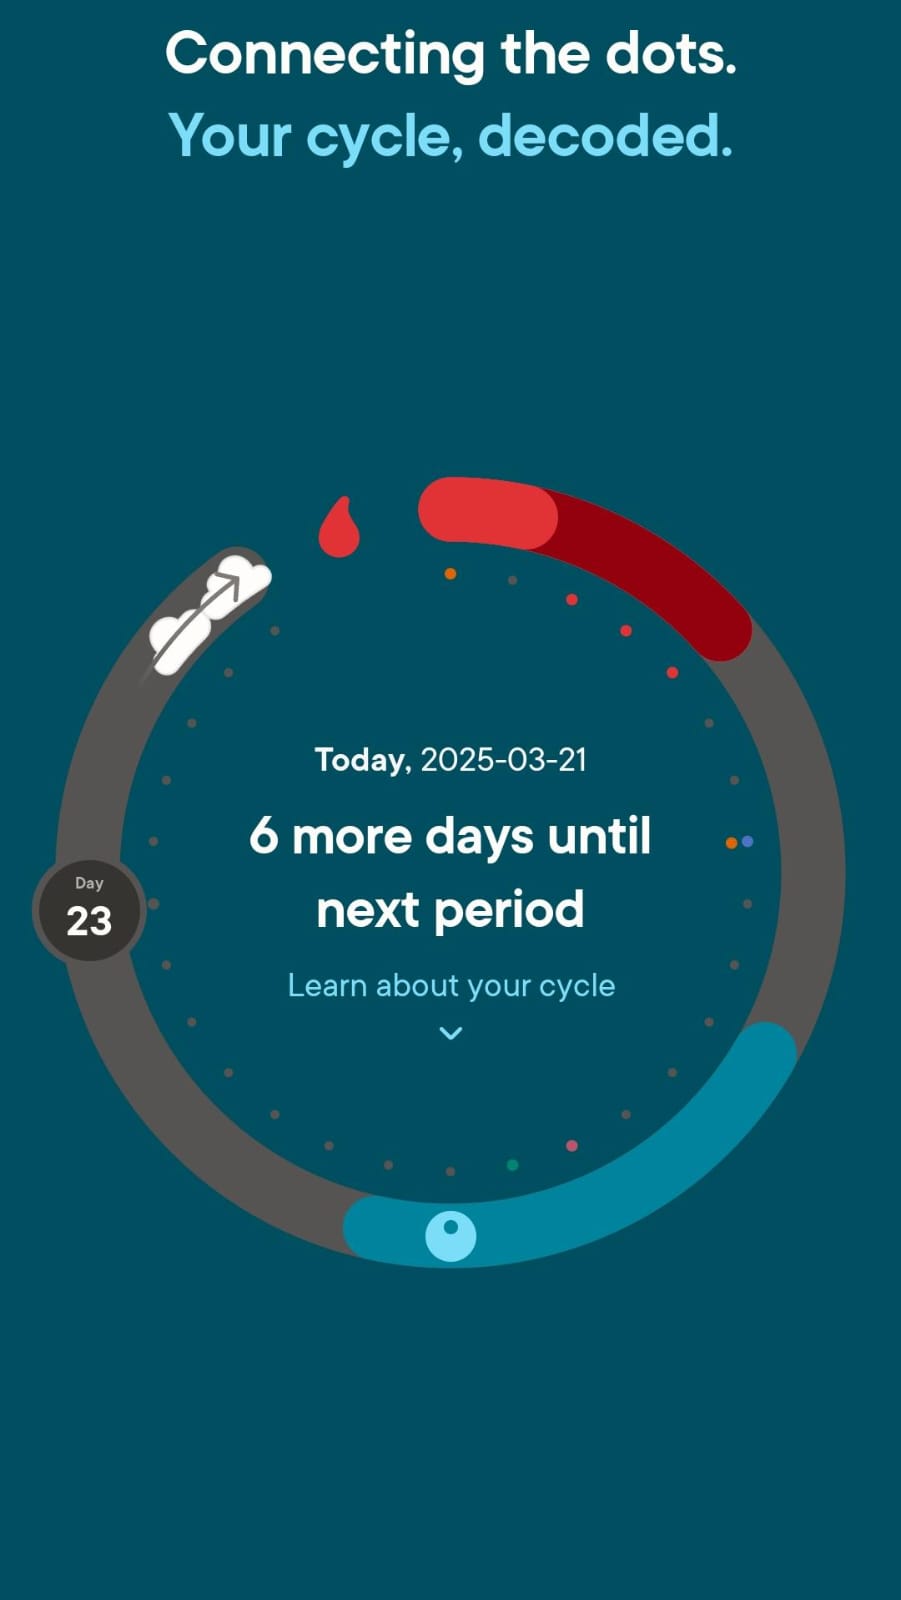 Connecting the dots.
Your cycle, decoded.
Today, 2025-03-21
6 more days until
next period
Day
23
Learn about your cycle